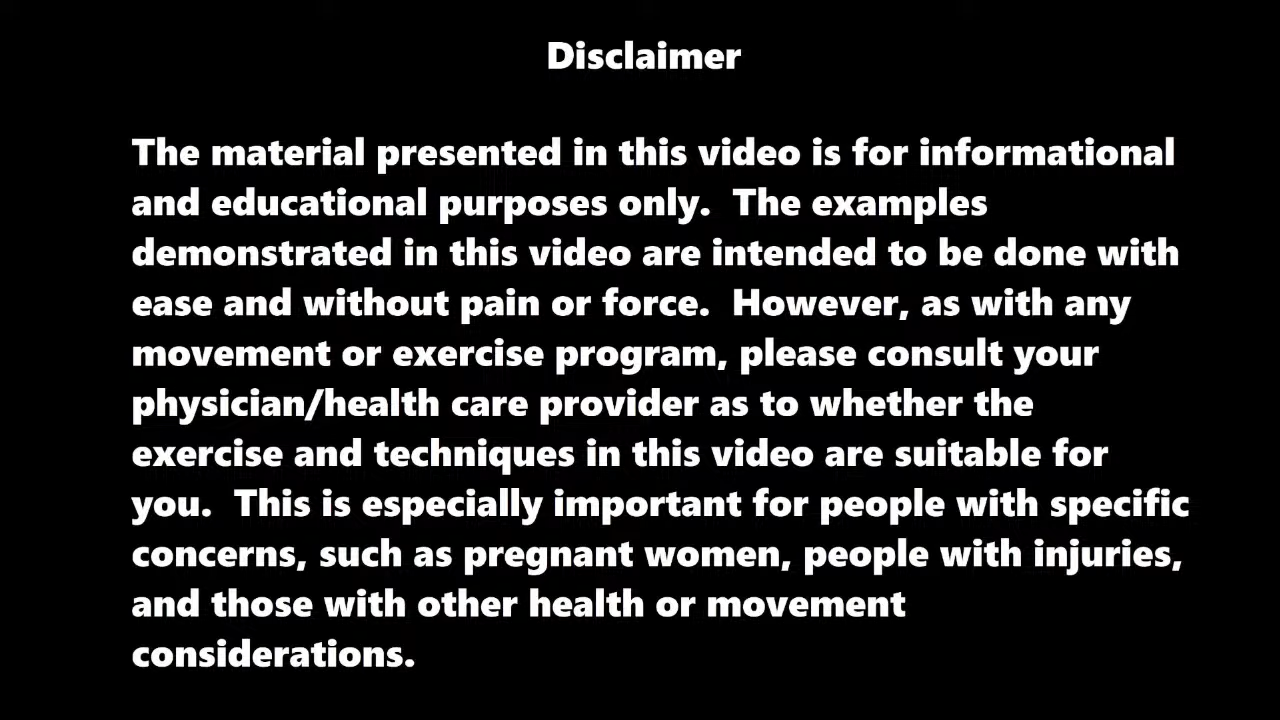 Disclaimer
The material presented in this video is for informational
and educational purposes only.  The examples
demonstrated in this video are intended to be done with
ease and without pain or force.  However, as with any
movement or exercise program, please consult your
physician/health care provider as to whether the
exercise and techniques in this video are suitable for
you.  This is especially important for people with specific
concerns, such as pregnant women, people with injuries,
and those with other health or movement
considerations.